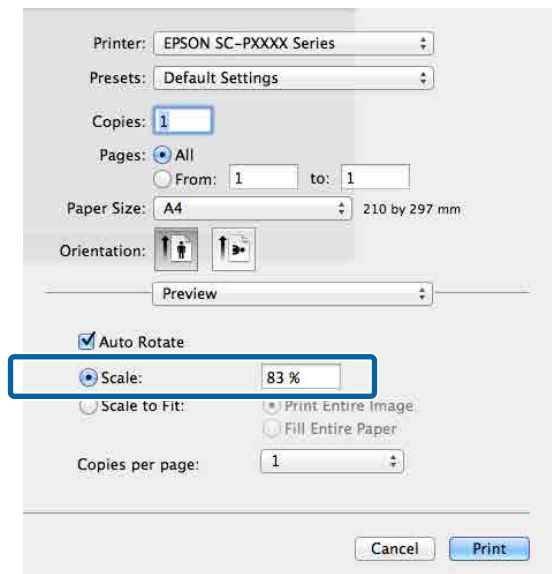 Printer: EPSON SC-PXXXX Series
Presets: Default Settings
Copies: 1
Pages: All
From: 1 to: 1
Paper Size: A4 210 by 297 mm
Orientation:
Preview
Auto Rotate
Scale: 83 %
Scale to Fit: Print Entire Image
Fill Entire Paper
Copies per page: 1
Cancel Print